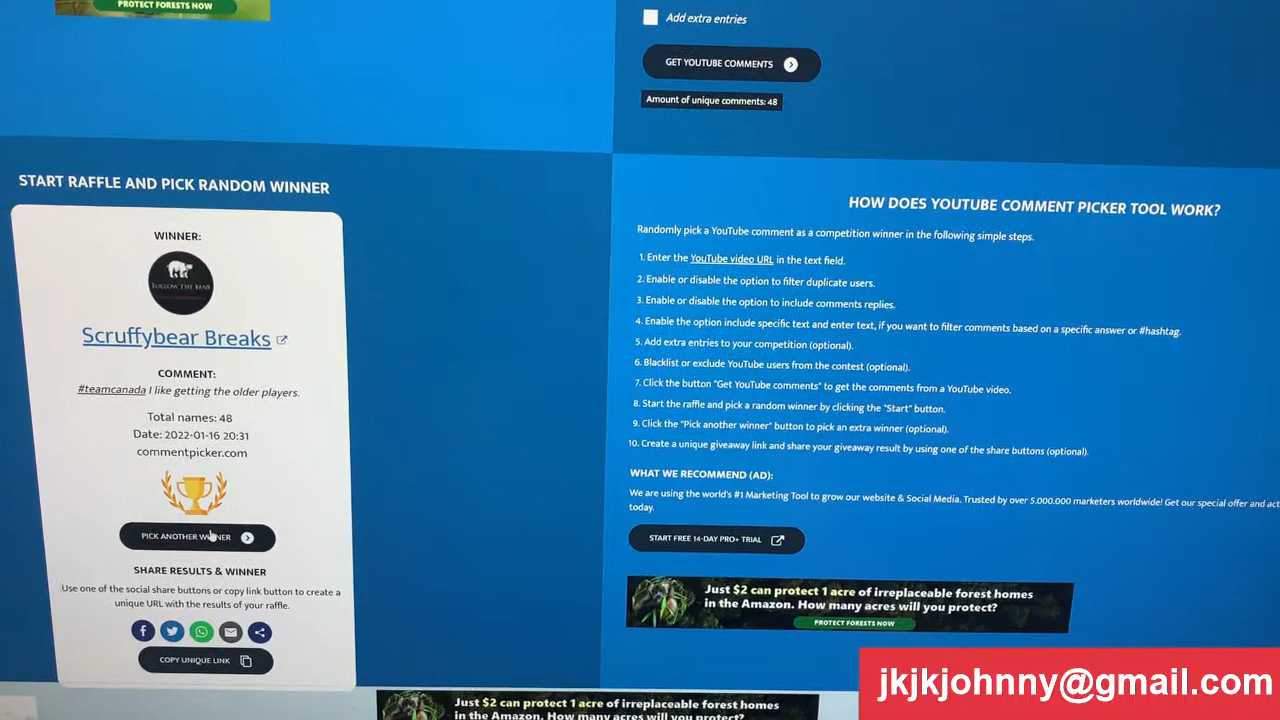 PROTECT FORESTS NOW
Add extra entries
GET YOUTUBE COMMENTS
Amount of unique comments: 48
START RAFFLE AND PICK RANDOM WINNER
WINNER:
FOLLOW THE BEAR
Scruffybear Breaks
COMMENT:
#teamcanada I like getting the older players.
Total names: 48
Date: 2022-01-16 20:31
commentpicker.com
PICK ANOTHER WINNER
SHARE RESULTS & WINNER
Use one of the social share buttons or copy link button to create a
unique URL with the results of your raffle.
COPY UNIQUE LINK
HOW DOES YOUTUBE COMMENT PICKER TOOL WORK?
Randomly pick a YouTube comment as a competition winner in the following simple steps.
1. Enter the YouTube video URL in the text field.
2. Enable or disable the option to filter duplicate users.
3. Enable or disable the option to include comments replies.
4. Enable the option include specific text and enter text, if you want to filter comments based on a specific answer or #hashtag.
5. Add extra entries to your competition (optional).
6. Blacklist or exclude YouTube users from the contest (optional).
7. Click the button "Get YouTube comments" to get the comments from a YouTube video.
8. Start the raffle and pick a random winner by clicking the "Start" button.
9. Click the "Pick another winner" button to pick an extra winner (optional).
10. Create a unique giveaway link and share your giveaway result by using one of the share buttons (optional).
WHAT WE RECOMMEND (AD):
We are using the world's #1 Marketing Tool to grow our website & Social Media. Trusted by over 5.000.000 marketers worldwide! Get our special offer and act
today.
START FREE 14-DAY PRO+ TRIAL
Just $2 can protect 1 acre of irreplaceable forest homes
in the Amazon. How many acres will you protect?
PROTECT FORESTS NOW
jkjkjohnny@gmail.com
Just $2 can protect 1 acre of irreplaceable forest homes
in the Amazon. How many acres will you protect?